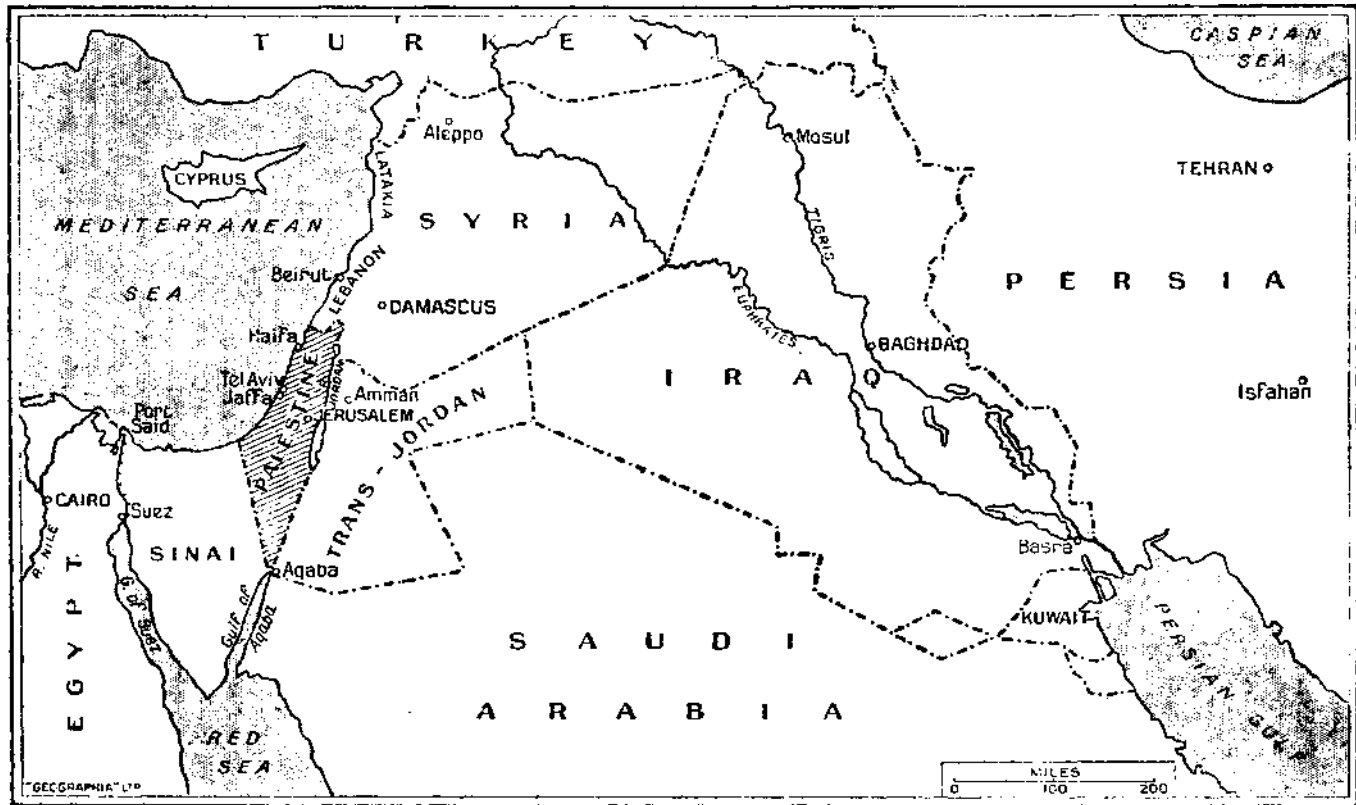 TURKEY
CASPIAN
SEA
Aleppo
Mosul
TEHRAN
CYPRUS
LATAKIA
MEDITERRANEAN
SEA
SYRIA
TIGRIS
PERSIA
Beirut
LEBANON
DAMASCUS
EUPHRATES
Haifa
BAGHDAD
PALESTINE
JORDAN
IRAQ
Tel Aviv
Jaffa
Amman
JERUSALEM
Isfahan
Port
Said
TRANS - JORDAN
CAIRO
Suez
R. NILE
SINAI
Aqaba
Basra
EGYPT.
G. of Suez
Gulf of
Aqaba
KUWAIT
PERSIAN GULF
SAUDI
ARABIA
RED
SEA
MILES
0 100 200
"GEOGRAPHIA" LTD